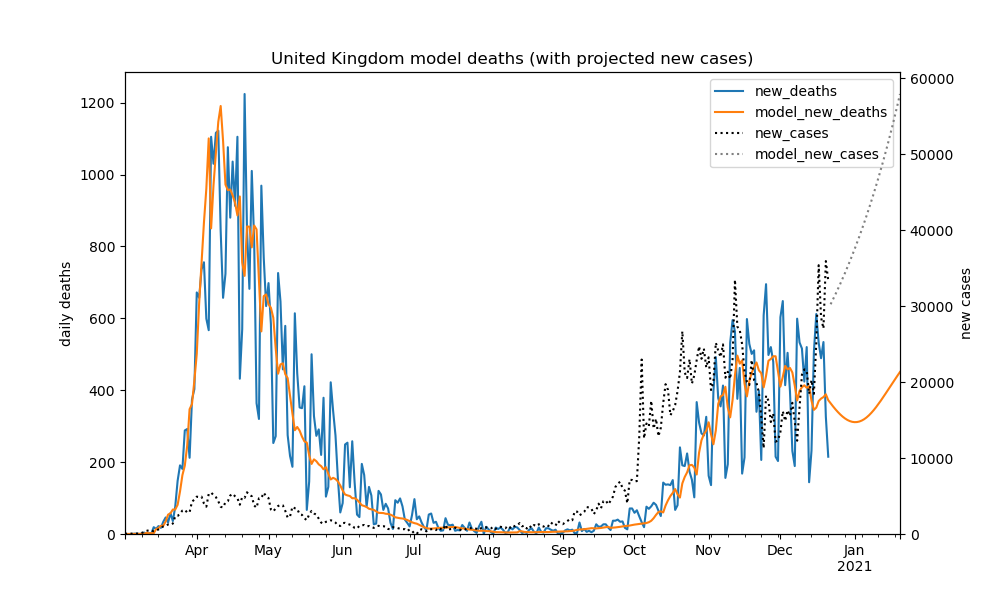 United Kingdom model deaths (with projected new cases)
new_deaths
model_new_deaths
new_cases
model_new_cases
daily deaths
1200
1000
800
600
400
200
0
new cases
60000
50000
40000
30000
20000
10000
0
Apr May Jun Jul Aug Sep Oct Nov Dec Jan
2021